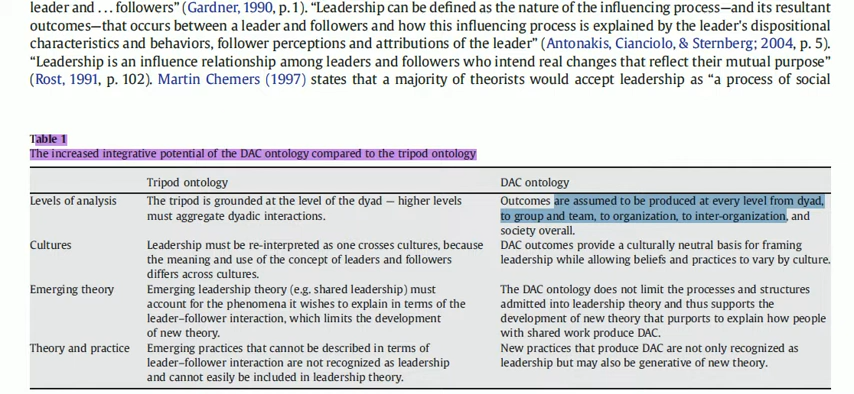 leader and … followers” (Gardner, 1990, p. 1). “Leadership can be defined as the nature of the influencing process—and its resultant
outcomes—that occurs between a leader and followers and how this influencing process is explained by the leader's dispositional
characteristics and behaviors, follower perceptions and attributions of the leader” (Antonakis, Cianciolo, & Sternberg; 2004, p. 5).
“Leadership is an influence relationship among leaders and followers who intend real changes that reflect their mutual purpose”
(Rost, 1991, p. 102). Martin Chemers (1997) states that a majority of theorists would accept leadership as “a process of social
Table 1
The increased integrative potential of the DAC ontology compared to the tripod ontology
Tripod ontology DAC ontology
Levels of analysis The tripod is grounded at the level of the dyad — higher levels Outcomes are assumed to be produced at every level from dyad,
must aggregate dyadic interactions. to group and team, to organization, to inter-organization, and
society overall.
Cultures Leadership must be re-interpreted as one crosses cultures, because DAC outcomes provide a culturally neutral basis for framing
the meaning and use of the concept of leaders and followers leadership while allowing beliefs and practices to vary by culture.
differs across cultures.
Emerging theory Emerging leadership theory (e.g. shared leadership) must The DAC ontology does not limit the processes and structures
account for the phenomena it wishes to explain in terms of the admitted into leadership theory and thus supports the
leader–follower interaction, which limits the development development of new theory that purports to explain how people
of new theory. with shared work produce DAC.
Theory and practice Emerging practices that cannot be described in terms of New practices that produce DAC are not only recognized as
leader–follower interaction are not recognized as leadership leadership but may also be generative of new theory.
and cannot easily be included in leadership theory.